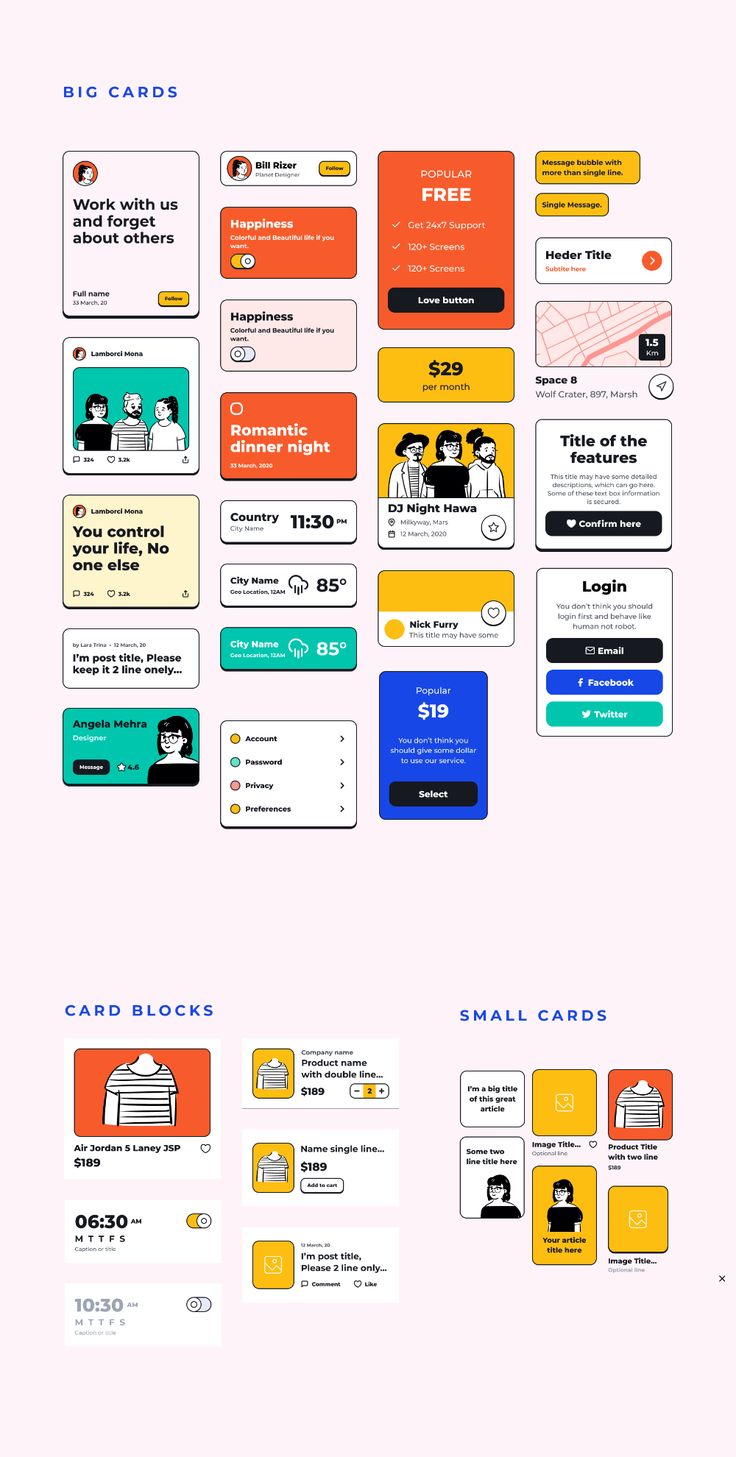 BIG CARDS
Work with us
and forget
about others
Full name
33 March, 20
Follow
Lamborci Mona
324
3.2k
Lamborci Mona
You control
your life, No
one else
324
3.2k
by Lara Trina • 12 March, 20
I'm post title, Please
keep it 2 line onely...
Angela Mehra
Designer
Message
4.6
Bill Rizer
Planet Designer
Follow
Happiness
Colorful and Beautiful life if you
want.
Happiness
Colorful and Beautiful life if you
want.
Romantic
dinner night
33 March, 2020
Country
City Name
11:30 PM
City Name
Geo Location, 12AM
85°
City Name
Geo Location, 12AM
85°
Account
Password
Privacy
Preferences
POPULAR
FREE
Get 24x7 Support
120+ Screens
120+ Screens
Love button
$29
per month
DJ Night Hawa
Milkyway, Mars
12 March, 2020
Nick Furry
This title may have some
Popular
$19
You don't think you
should give some dollar
to use our service.
Select
Message bubble with
more than single line.
Single Message.
Heder Title
Subtite here
1.5
Km
Space 8
Wolf Crater, 897, Marsh
Title of the
features
This title may have some detailed
descriptions, which can go here.
Some of these text box information
is secured.
Confirm here
Login
You don't think you should
login first and behave like
human not robot.
Email
Facebook
Twitter
CARD BLOCKS
Air Jordan 5 Laney JSP
$189
06:30 AM
M T T F S
Caption or title
10:30 AM
M T T F S
Caption or title
Company name
Product name
with double line...
$189
2
Name single line...
$189
Add to cart
12 March, 20
I'm post title,
Please 2 line only...
Comment
Like
SMALL CARDS
I'm a big title
of this great
article
Some two
line title here
Image Title...
Optional line
Your article
title here
Product Title
with two line
$189
Image Title...
Optional line